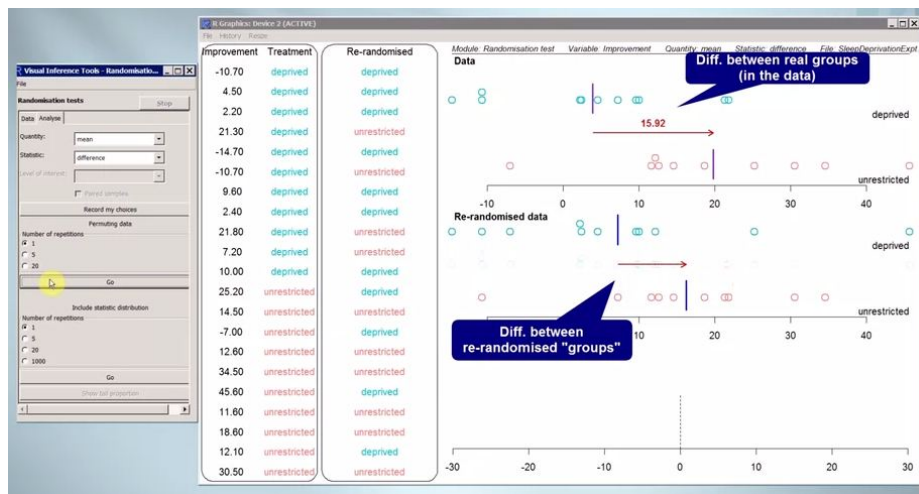 R Graphics: Device 2 (ACTIVE)
File History Resize
Visual Inference Tools - Randomisatio...
File
Randomisation tests
Stop
Data Analyse
Quantity: mean
Statistic: difference
Level of interest:
Paired samples
Record my choices
Permuting data
Number of repetitions
1
5
20
Go
Include statistic distribution
Number of repetitions
1
5
20
1000
Go
Show tail proportion
Improvement Treatment Re-randomised
-10.70 deprived deprived
4.50 deprived deprived
2.20 deprived deprived
21.30 deprived unrestricted
-14.70 deprived deprived
-10.70 deprived unrestricted
9.60 deprived deprived
2.40 deprived deprived
21.80 deprived unrestricted
7.20 deprived unrestricted
10.00 deprived deprived
25.20 unrestricted deprived
14.50 unrestricted unrestricted
-7.00 unrestricted deprived
12.60 unrestricted unrestricted
34.50 unrestricted unrestricted
45.60 unrestricted deprived
11.60 unrestricted unrestricted
18.60 unrestricted unrestricted
12.10 unrestricted deprived
30.50 unrestricted unrestricted
Module: Randomisation test Variable: Improvement Quantity: mean Statistic: difference File: SleepDeprivationExpt
Data
Diff. between real groups
(in the data)
deprived
15.92
unrestricted
-10 0 10 20 30 40
Re-randomised data
deprived
unrestricted
Diff. between
re-randomised "groups"
20 30 40
-30 -20 -10 0 10 20 30